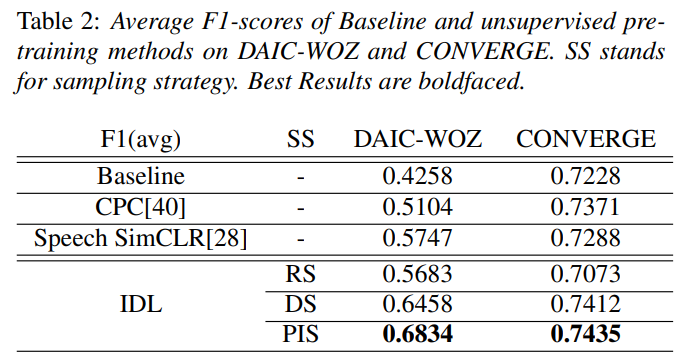 Table 2: Average F1-scores of Baseline and unsupervised pre-
training methods on DAIC-WOZ and CONVERGE. SS stands
for sampling strategy. Best Results are boldfaced.
F1(avg) SS DAIC-WOZ CONVERGE
Baseline - 0.4258 0.7228
CPC[40] - 0.5104 0.7371
Speech SimCLR[28] - 0.5747 0.7288
RS 0.5683 0.7073
IDL DS 0.6458 0.7412
PIS 0.6834 0.7435